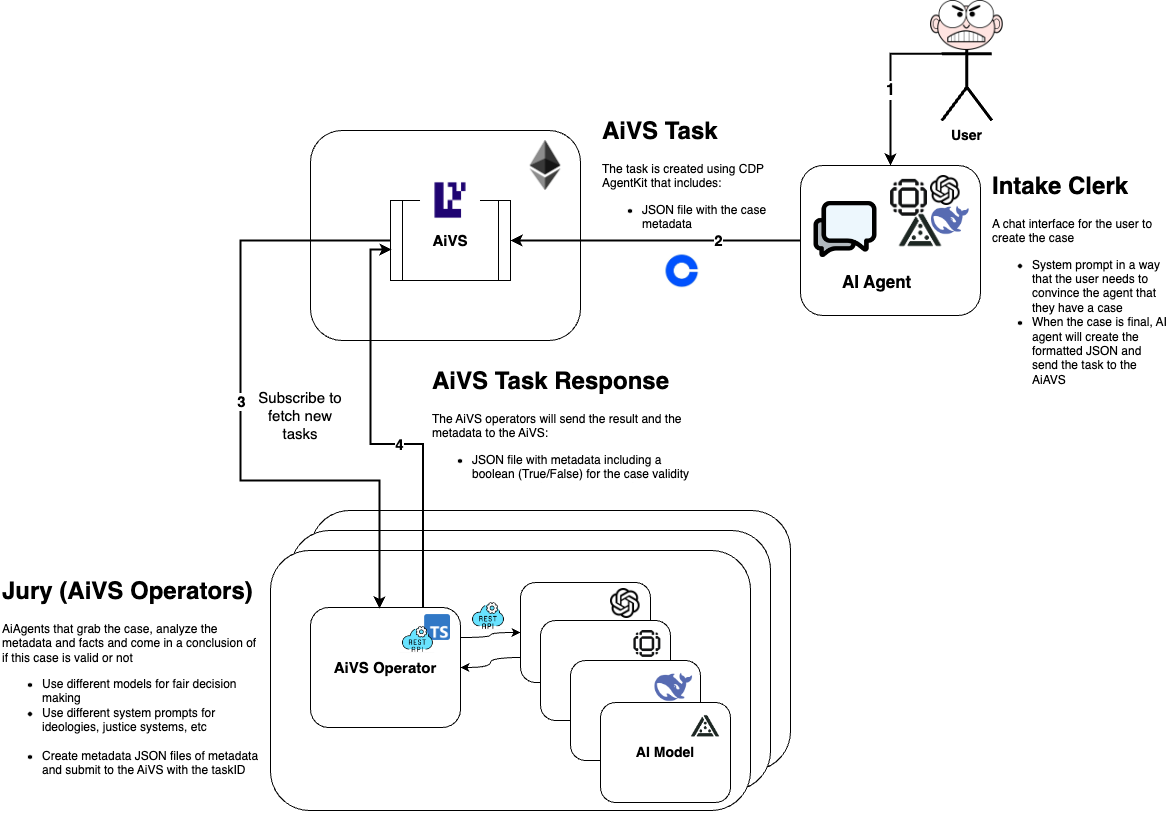 1
User
AiVS Task
The task is created using CDP
AgentKit that includes:
• JSON file with the case
metadata
Intake Clerk
A chat interface for the user to
create the case
• System prompt in a way
that the user needs to
convince the agent that
they have a case
• When the case is final, AI
agent will create the
formatted JSON and
send the task to the
AiAVS
AiVS
2
AI Agent
AiVS Task Response
The AiVS operators will send the result and the
metadata to the AiVS:
• JSON file with metadata including a
boolean (True/False) for the case validity
3
Subscribe to
fetch new
tasks
4
Jury (AiVS Operators)
AiAgents that grab the case, analyze the
metadata and facts and come in a conclusion of
if this case is valid or not
• Use different models for fair decision
making
• Use different system prompts for
ideologies, justice systems, etc
• Create metadata JSON files of metadata
and submit to the AiVS with the taskID
TS
REST
API
AiVS Operator
REST
API
AI Model